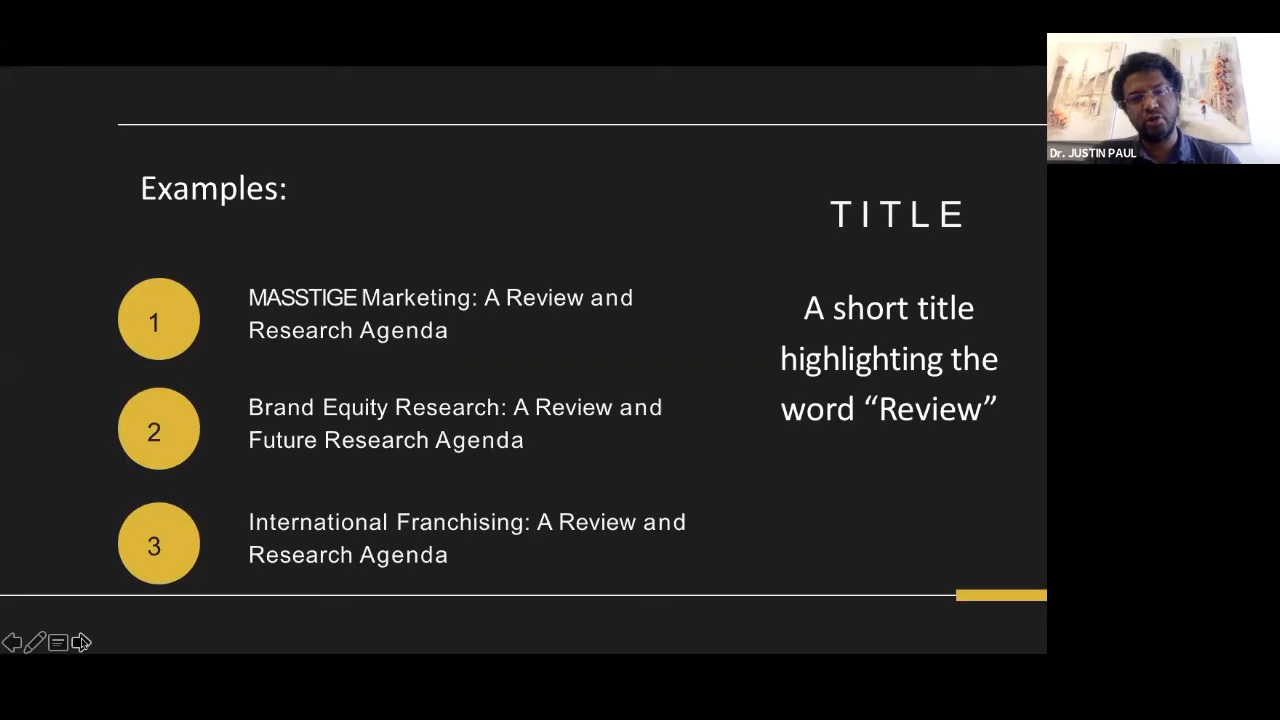 Examples:
TITLE
A short title
highlighting the
word “Review”
1
MASSTIGE Marketing: A Review and
Research Agenda
2
Brand Equity Research: A Review and
Future Research Agenda
3
International Franchising: A Review and
Research Agenda
Dr. JUSTIN PAUL